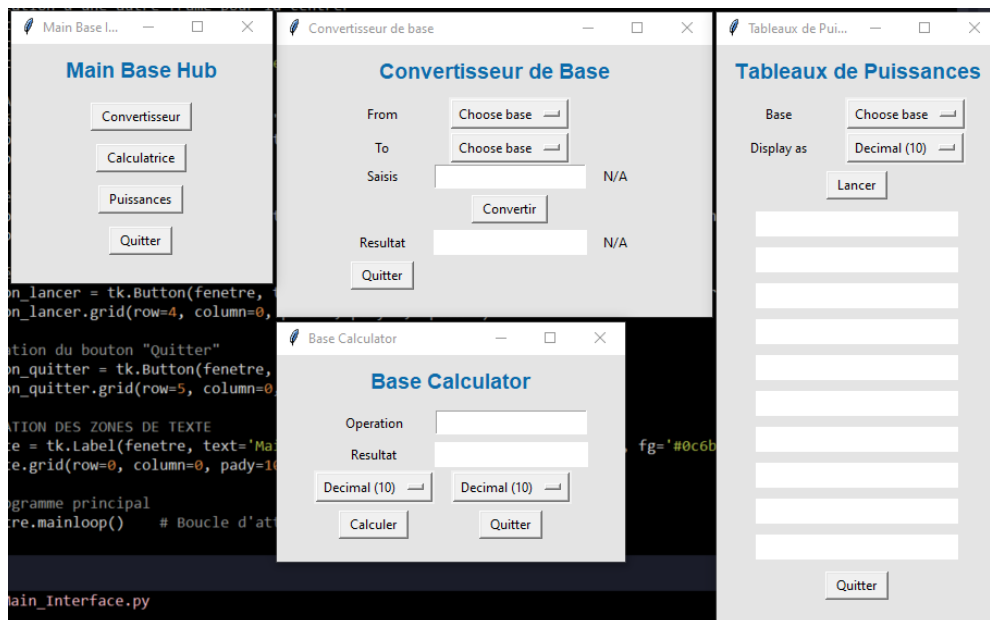 Main Base I...
Main Base Hub
Convertisseur
Calculatrice
Puissances
Quitter
Convertisseur de base
Convertisseur de Base
From
Choose base
To
Choose base
Saisis
N/A
Convertir
Resultat
N/A
Quitter
Tableaux de Pui...
Tableaux de Puissances
Base
Choose base
Display as
Decimal (10)
Lancer
Quitter
Base Calculator
Base Calculator
Operation
Resultat
Decimal (10)
Decimal (10)
Calculer
Quitter
on_lancer = tk.Button(fenetre,
on_lancer.grid(row=4, column=0,
ation du bouton "Quitter"
on_quitter = tk.Button(fenetre,
on_quitter.grid(row=5, column=0
ATION DES ZONES DE TEXTE
te = tk.Label(fenetre, text='Mai fg='#0c6b
te.grid(row=0, column=0, pady=10
ogramme principal
tre.mainloop() # Boucle d'att
Main_Interface.py